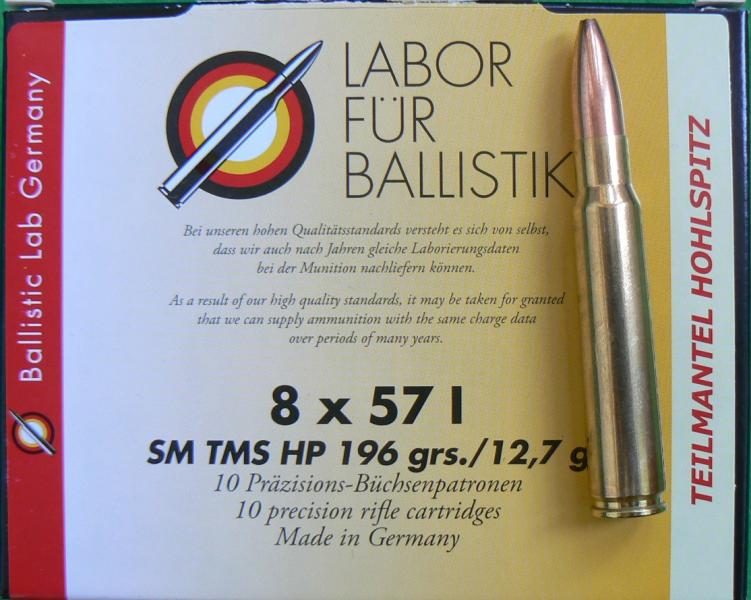 Ballistic Lab Germany
LABOR
FÜR
BALLISTIK
Bei unseren hohen Qualitätsstandards versteht es sich von selbst,
dass wir auch nach Jahren gleiche Laborierungsdaten
bei der Munition nachliefern können.
As a result of our high quality standards, it may be taken for granted
that we can supply ammunition with the same charge data
over periods of many years.
8 x 57 I
SM TMS HP 196 grs./12,7 g
10 Präzisions-Büchsenpatronen
10 precision rifle cartridges
Made in Germany
TEILMANTEL HOHLSPITZ